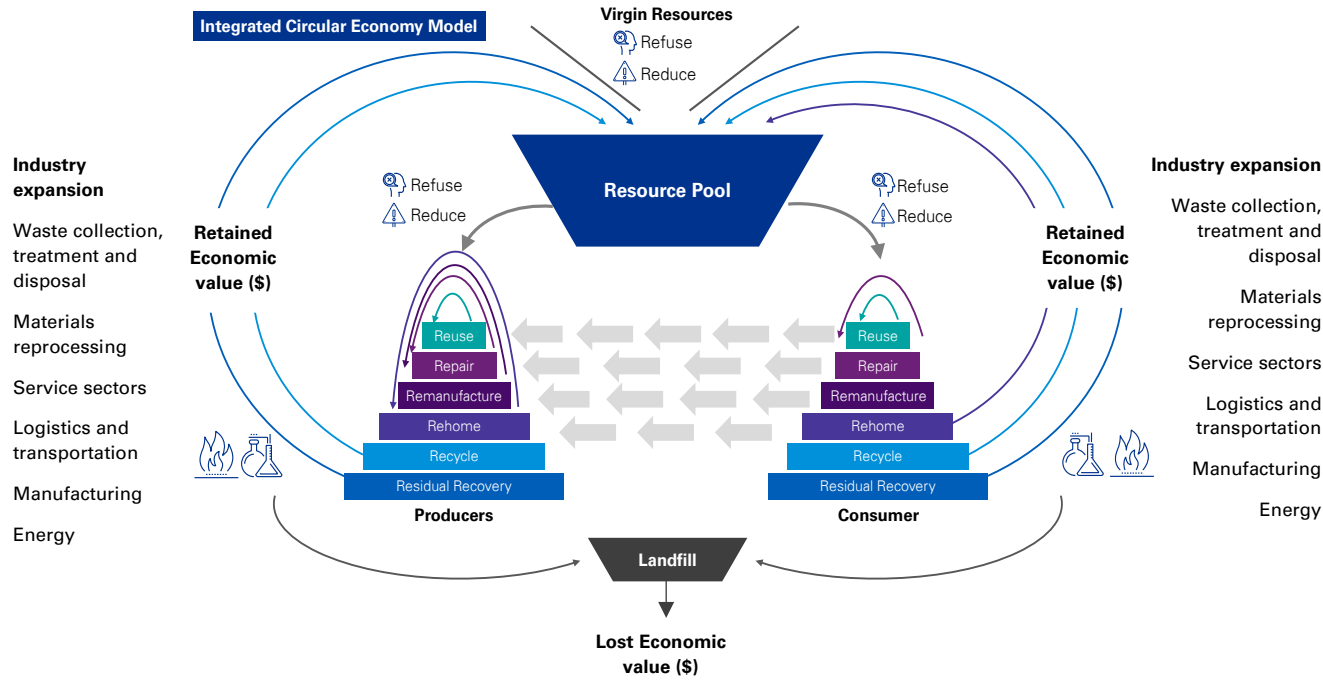 Integrated Circular Economy Model
Virgin Resources
Refuse
Reduce
Industry
expansion
Waste collection,
treatment and
disposal
Materials
reprocessing
Service sectors
Logistics and
transportation
Manufacturing
Energy
Retained
Economic
value ($)
Refuse
Reduce
Resource Pool
Refuse
Reduce
Retained
Economic
value ($)
Industry expansion
Waste collection,
treatment and
disposal
Materials
reprocessing
Service sectors
Logistics and
transportation
Manufacturing
Energy
Reuse
Repair
Remanufacture
Rehome
Recycle
Residual Recovery
Producers
Reuse
Repair
Remanufacture
Rehome
Recycle
Residual Recovery
Consumer
Landfill
Lost Economic
value ($)